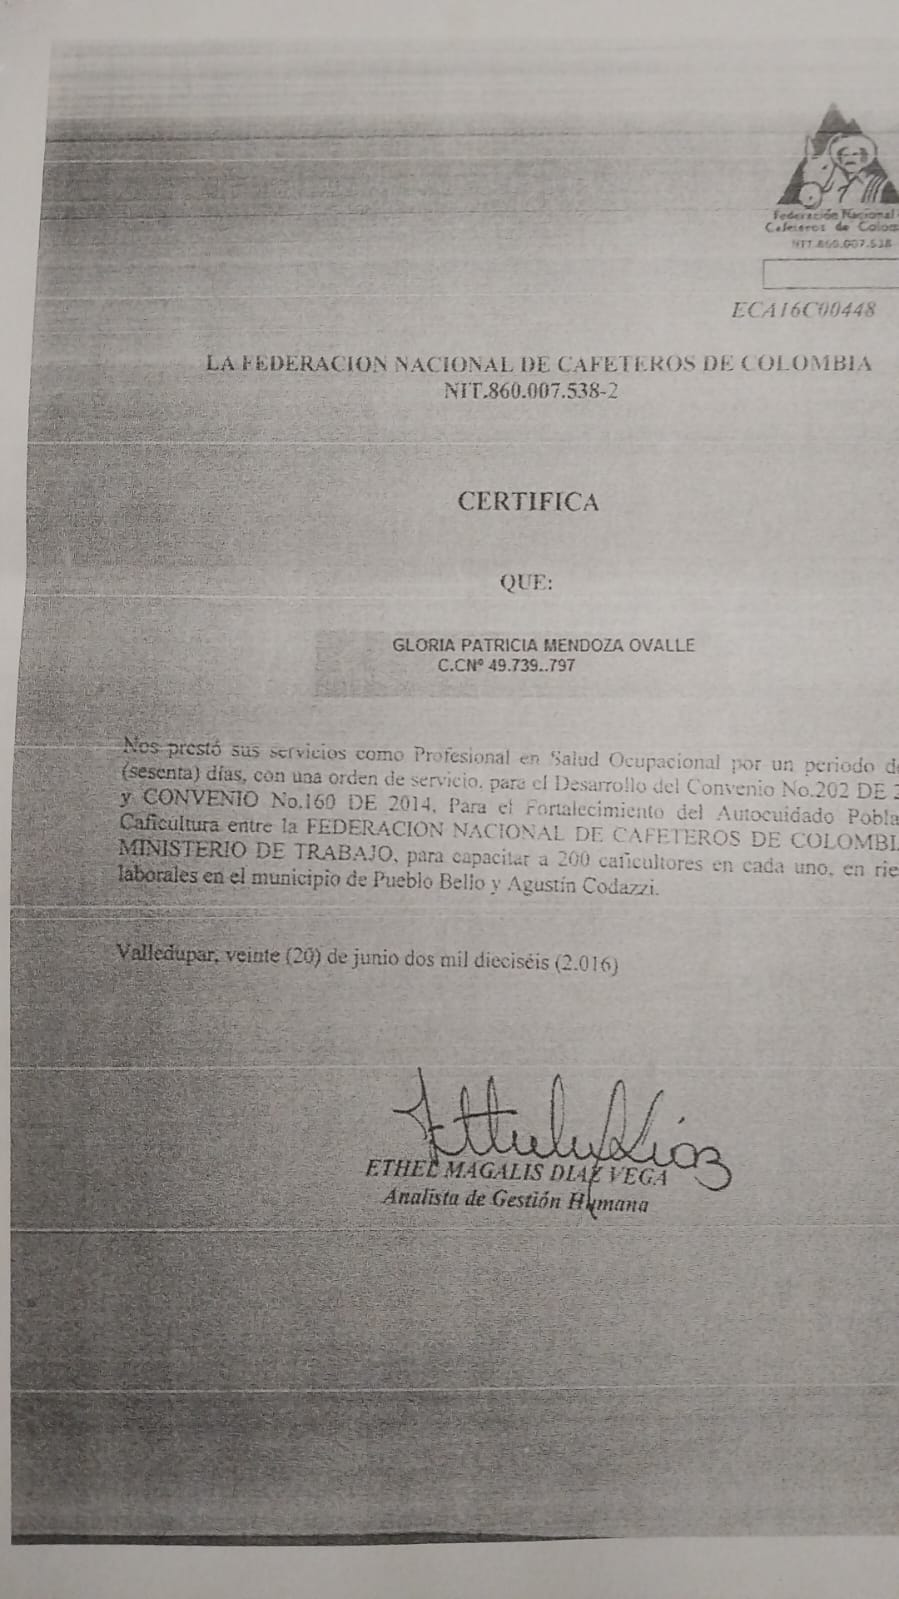 Federación Nacional
Cafeteros de Colom
NIT.860.007.538-
ECA16C00448
LA FEDERACION NACIONAL DE CAFETEROS DE COLOMBIA
NIT.860.007.538-2
CERTIFICA
QUE:
GLORIA PATRICIA MENDOZA OVALLE
C.CNº 49.739..797
Nos prestó sus servicios como Profesional en Salud Ocupacional por un periodo de
(sesenta) días, con una orden de servicio, para el Desarrollo del Convenio No.202 DE 2
y CONVENIO No.160 DE 2014, Para el Fortalecimiento del Autocuidado Pobla
Caficultura entre la FEDERACION NACIONAL DE CAFETEROS DE COLOMBI
MINISTERIO DE TRABAJO, para capacitar a 200 caficultores en cada uno, en rie
laborales en el municipio de Pueblo Bello y Agustín Codazzi.
Valledupar, veinte (20) de junio dos mil dieciséis (2.016)
ETHEL MAGALIS DIAZ VEGA
Analista de Gestión Humana